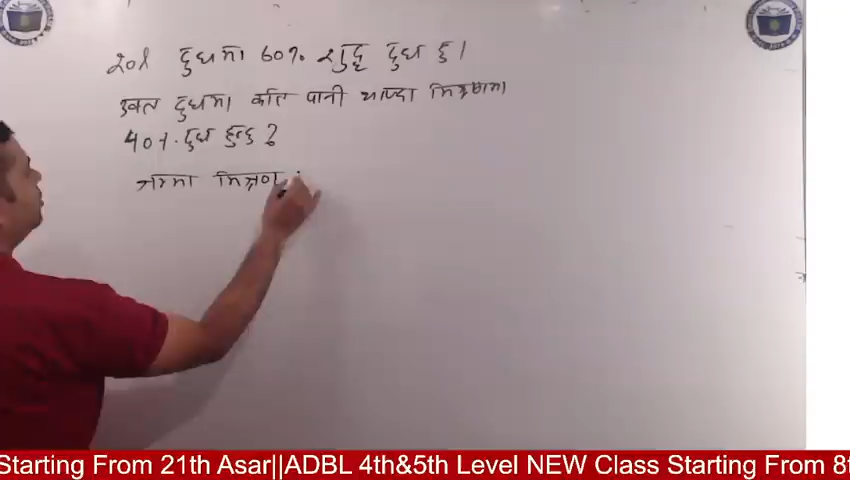 20l दुधमा 60% शुद्ध दुध छ।
उक्त दुधमा कति पानी थप्दा मिश्रणमा
40% दुध हुन्छ ?
जम्मा मिश्रण =
Starting From 21th Asar||ADBL 4th&5th Level NEW Class Starting From 8t